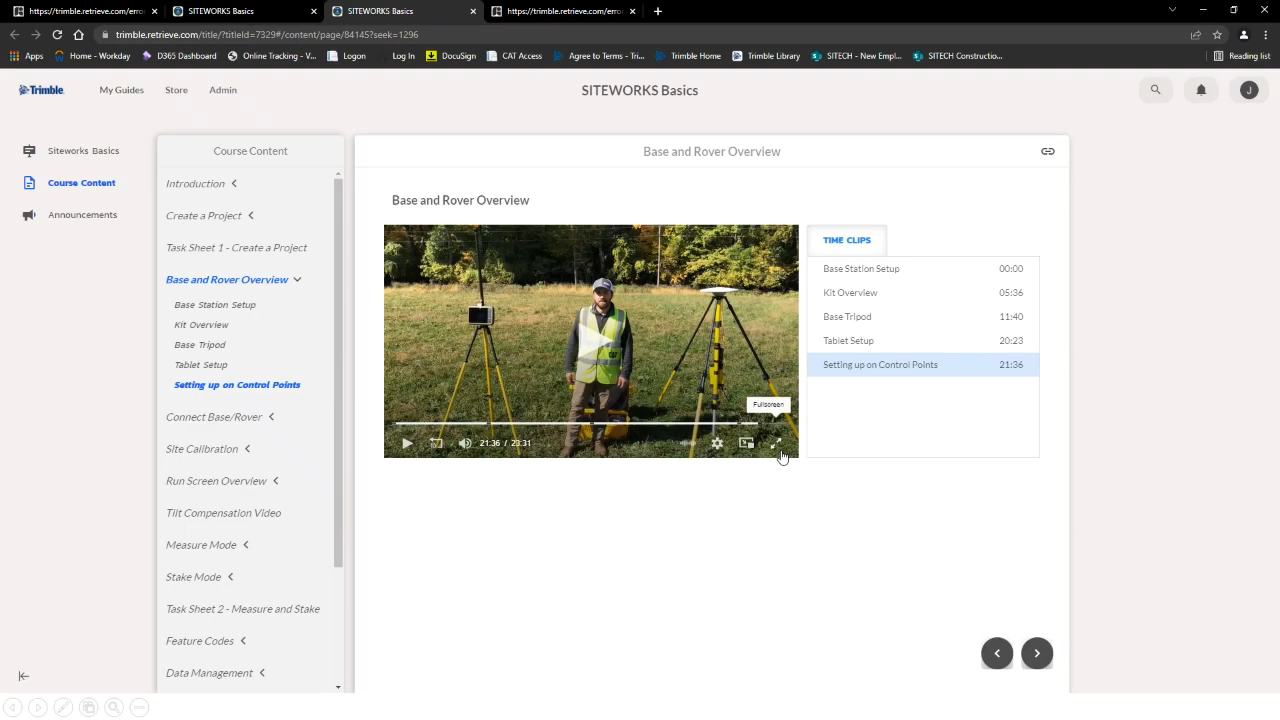 https://trimble.retrieve.com/erro
SITEWORKS Basics
SITEWORKS Basics
https://trimble.retrieve.com/erro
trimble.retrieve.com/title/?titleId=7329#/content/page/84145?seek=1296
Apps
Home - Workday
D365 Dashboard
Online Tracking - V...
Logon
Log In
DocuSign
CAT Access
Agree to Terms - Tri...
Trimble Home
Trimble Library
SITECH - New Empl...
SITECH Constructio...
Reading list
Trimble
My Guides
Store
Admin
SITEWORKS Basics
J
Siteworks Basics
Course Content
Announcements
Course Content
Introduction
Create a Project
Task Sheet 1 - Create a Project
Base and Rover Overview
Base Station Setup
Kit Overview
Base Tripod
Tablet Setup
Setting up on Control Points
Connect Base/Rover
Site Calibration
Run Screen Overview
Tilt Compensation Video
Measure Mode
Stake Mode
Task Sheet 2 - Measure and Stake
Feature Codes
Data Management
Base and Rover Overview
Base and Rover Overview
Fullscreen
21:36 / 23:31
TIME CLIPS
Base Station Setup 00:00
Kit Overview 05:36
Base Tripod 11:40
Tablet Setup 20:23
Setting up on Control Points 21:36